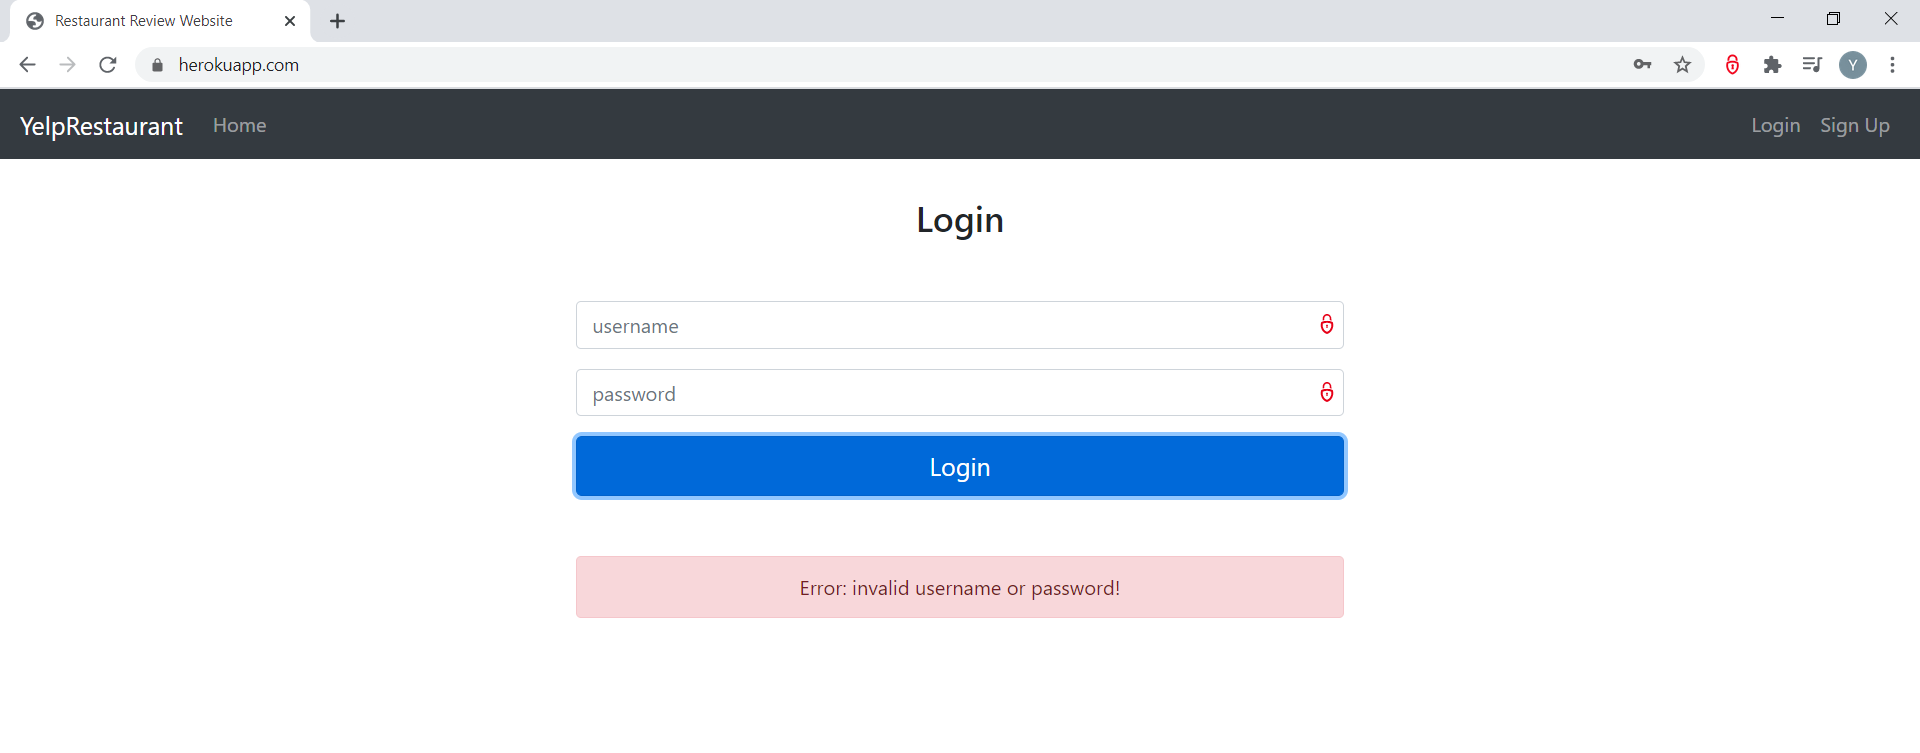 Restaurant Review Website
herokuapp.com
Y
YelpRestaurant Home Login Sign Up
Login
username
password
Login
Error: invalid username or password!